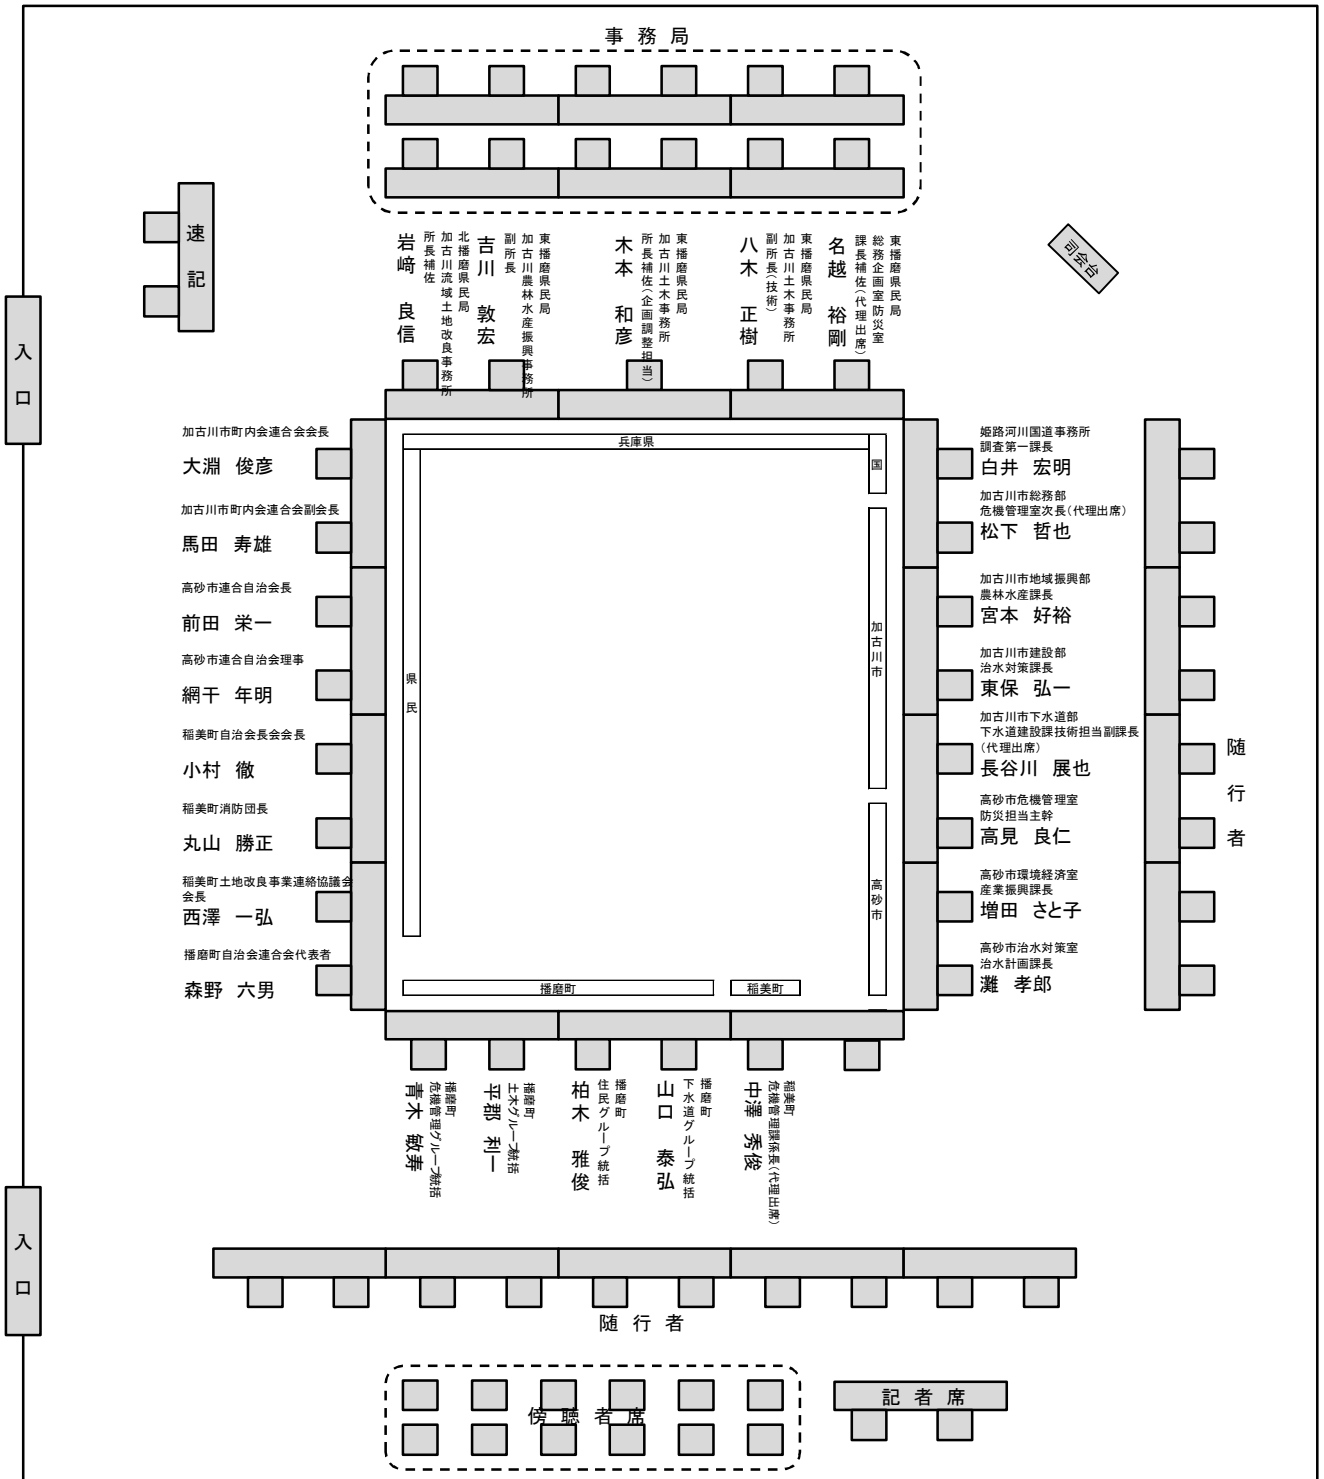 事務局
速記
司会台
入口
北播磨県民局
加古川流域土地改良事務所
所長補佐
岩﨑 良信
東播磨県民局
加古川農林水産振興事務所
副所長
吉川 敦宏
東播磨県民局
加古川土木事務所
所長補佐(企画調整担当)
木本 和彦
東播磨県民局
加古川土木事務所
副所長(技術)
八木 正樹
東播磨県民局
総務企画室防災室
課長補佐(代理出席)
名越 裕剛
兵庫県
国
県民
加古川市
高砂市
播磨町
稲美町
加古川市町内会連合会会長
大淵 俊彦
加古川市町内会連合会副会長
馬田 寿雄
高砂市連合自治会長
前田 栄一
高砂市連合自治会理事
網干 年明
稲美町自治会長会会長
小村 徹
稲美町消防団長
丸山 勝正
稲美町土地改良事業連絡協議会
会長
西澤 一弘
播磨町自治会連合会代表者
森野 六男
姫路河川国道事務所
調査第一課長
白井 宏明
加古川市総務部
危機管理室次長(代理出席)
松下 哲也
加古川市地域振興部
農林水産課長
宮本 好裕
加古川市建設部
治水対策課長
東保 弘一
加古川市下水道部
下水道建設課技術担当副課長
(代理出席)
長谷川 展也
高砂市危機管理室
防災担当主幹
高見 良仁
高砂市環境経済室
産業振興課長
増田 さと子
高砂市治水対策室
治水計画課長
灘 孝郎
随行者
播磨町
危機管理グループ統括
青木 敏寿
播磨町
土木グループ統括
平郡 利一
播磨町
住民グループ統括
柏木 雅俊
播磨町
下水道グループ統括
山口 泰弘
稲美町
危機管理課係長(代理出席)
中澤 秀俊
入口
随行者
傍聴者席
記者席